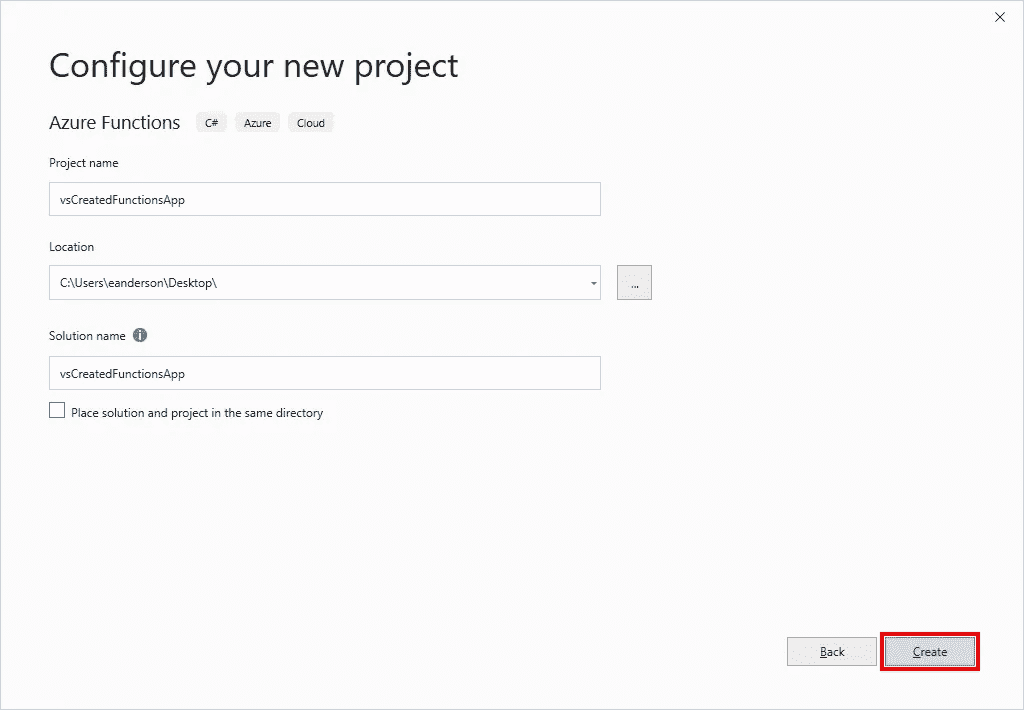 Configure your new project
Azure Functions C# Azure Cloud
Project name
vsCreatedFunctionsApp
Location
C:\Users\eanderson\Desktop\
...
Solution name
vsCreatedFunctionsApp
Place solution and project in the same directory
Back Create